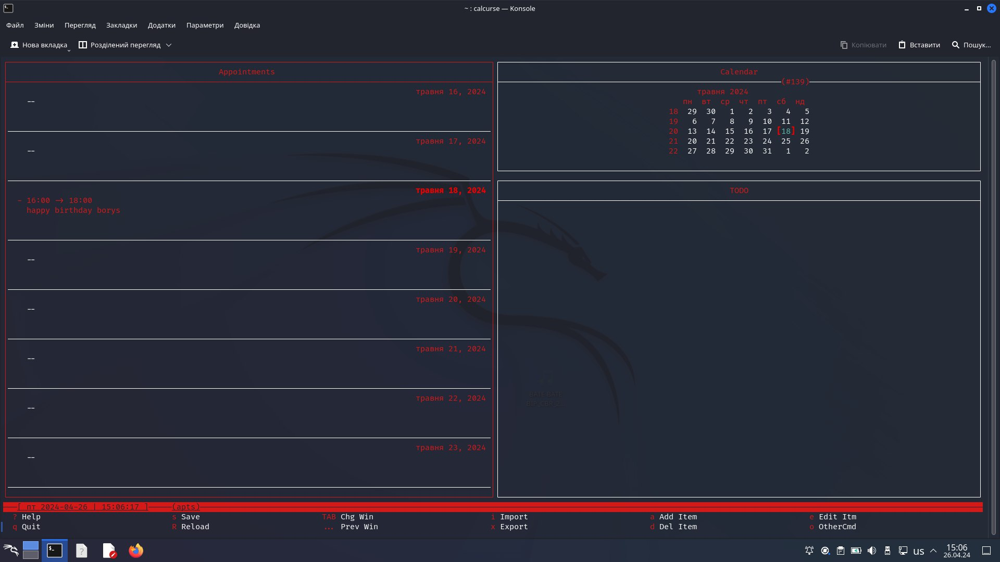 ~ : calcurse — Konsole
Файл Зміни Перегляд Закладки Додатки Параметри Довідка
Нова вкладка Розділений перегляд Копіювати Вставити Пошук...
Appointments
травня 16, 2024
--
травня 17, 2024
--
травня 18, 2024
- 16:00 -> 18:00
happy birthday borys
травня 19, 2024
--
травня 20, 2024
--
травня 21, 2024
--
травня 22, 2024
--
травня 23, 2024
--
Calendar
(#139)
травня 2024
пн вт ср чт пт сб нд
18 29 30 1 2 3 4 5
19 6 7 8 9 10 11 12
20 13 14 15 16 17 [18] 19
21 20 21 22 23 24 25 26
22 27 28 29 30 31 1 2
TODO
[ пт 2024-04-26 | 15:06:17 ] (apts)
? Help s Save TAB Chg Win i Import a Add Item e Edit Itm
q Quit R Reload ... Prev Win x Export d Del Item o OtherCmd
us 15:06
26.04.24